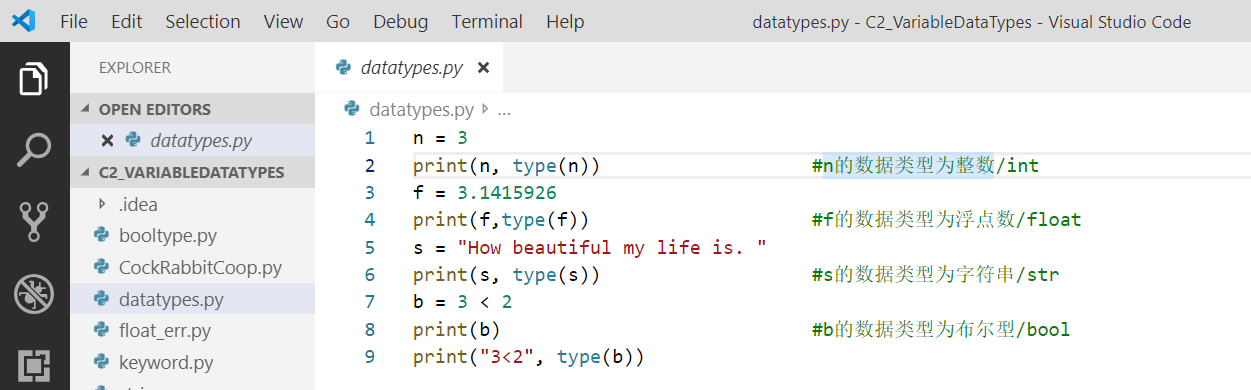 File Edit Selection View Go Debug Terminal Help datatypes.py - C2_VariableDataTypes - Visual Studio Code
EXPLORER
OPEN EDITORS
datatypes.py
C2_VARIABLEDATATYPES
.idea
booltype.py
CockRabbitCoop.py
datatypes.py
float_err.py
keyword.py
datatypes.py
datatypes.py ...
1 n = 3
2 print(n, type(n)) #n的数据类型为整数/int
3 f = 3.1415926
4 print(f,type(f)) #f的数据类型为浮点数/float
5 s = "How beautiful my life is. "
6 print(s, type(s)) #s的数据类型为字符串/str
7 b = 3 < 2
8 print(b) #b的数据类型为布尔型/bool
9 print("3<2", type(b))